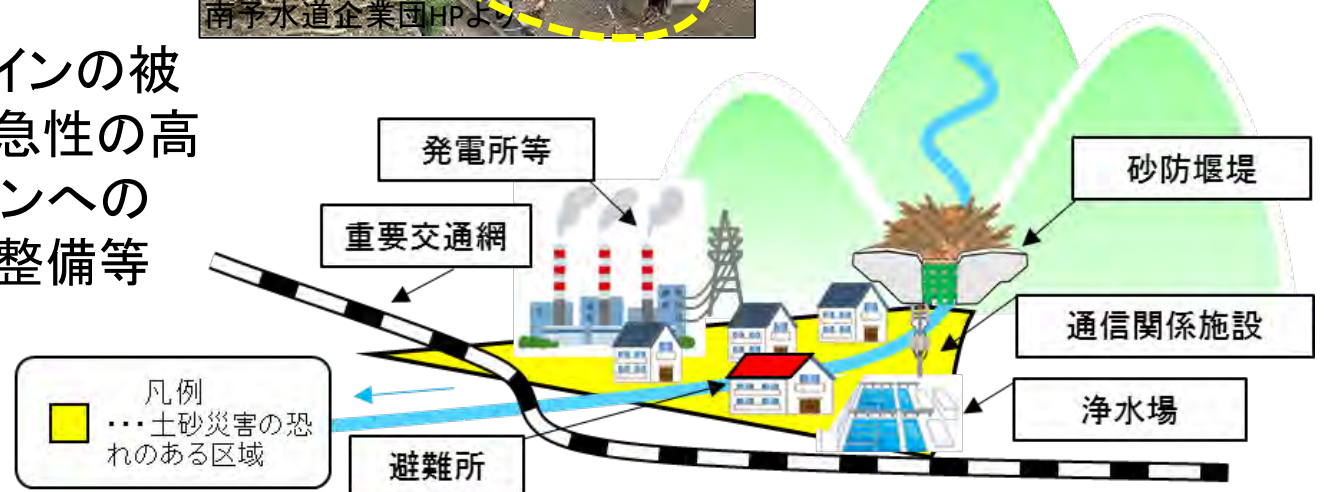 南予水道企業団HPより
インの被
急性の高
ンへの
整備等
発電所等
砂防堰堤
重要交通網
通信関係施設
浄水場
避難所
凡例
・・・土砂災害の恐
れのある区域